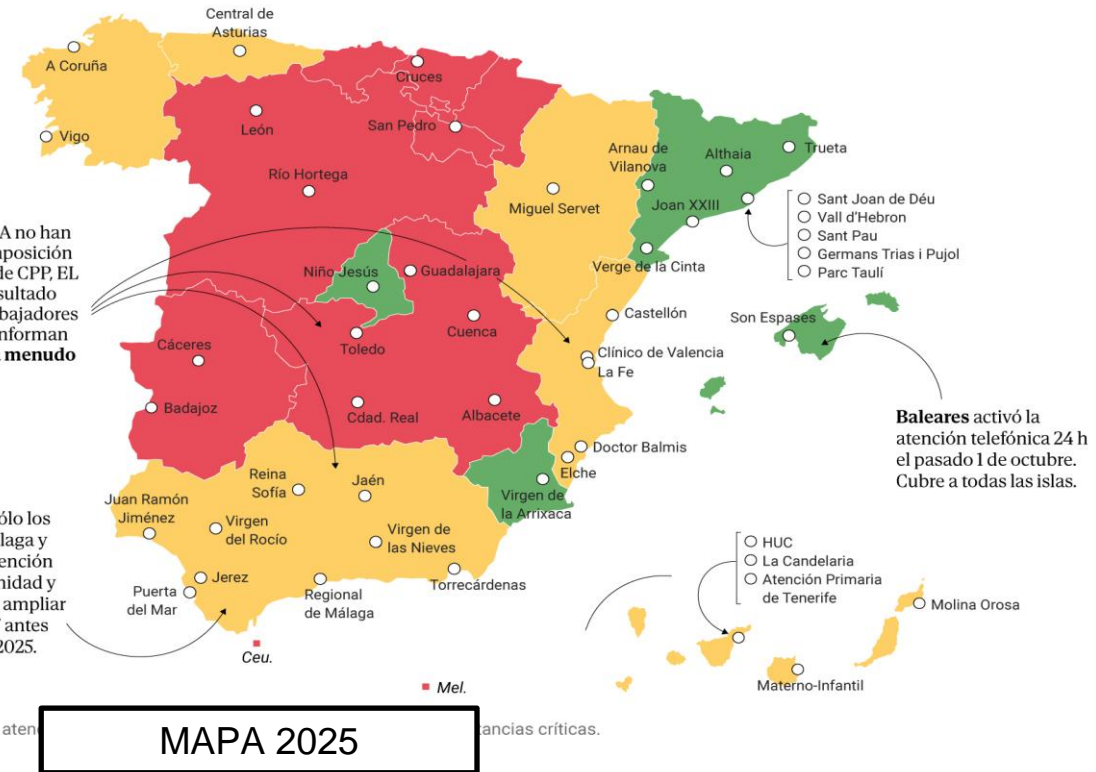 Central de
Asturias
A Coruña
Cruces
León
San Pedro
Vigo
Arnau de
Vilanova
Althaia
Trueta
Río Hortega
Miguel Servet
Joan XXIII
Sant Joan de Déu
Vall d'Hebron
Sant Pau
Germans Trias i Pujol
Parc Taulí
A no han
posición
de CPP, EL
sultado
bajadores
nforman
menudo
Niño Jesús
Guadalajara
Verge de la Cinta
Castellón
Son Espases
Toledo
Cuenca
Cáceres
Clínico de Valencia
La Fe
Badajoz
Cdad. Real
Albacete
Baleares activó la
atención telefónica 24 h
el pasado 1 de octubre.
Cubre a todas las islas.
Doctor Balmis
Elche
Reina
Sofía
Jaén
Virgen de
la Arrixaca
Juan Ramón
Jiménez
Virgen
del Rocío
Virgen de
las Nieves
ólo los
laga y
ención
nidad y
ampliar
antes
2025.
Jerez
Puerta
del Mar
Regional
de Málaga
Torrecárdenas
HUC
La Candelaria
Atención Primaria
de Tenerife
Molina Orosa
Ceu.
Mel.
Materno-Infantil
aten
tancias críticas.
MAPA 2025